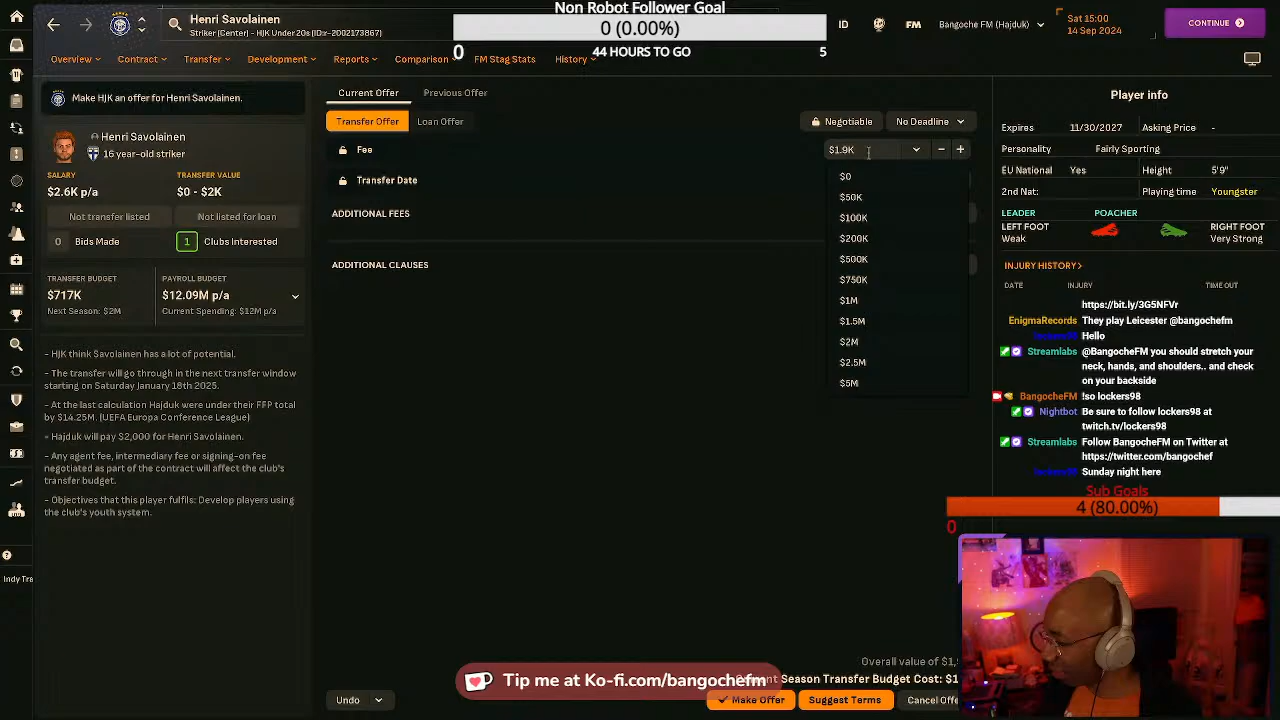 Non Robot Follower Goal
0 (0.00%)
0
44 HOURS TO GO
5
Henri Savolainen
Striker (Center) - HJK Under20s (ID:R-2002173867)
ID
FM
Bangoche FM (Hajduk)
Sat 15:00
14 Sep 2024
CONTINUE
Overview
Contract
Transfer
Development
Reports
Comparison
FM Stag Stats
History
Make HJK an offer for Henri Savolainen.
Henri Savolainen
16 year-old striker
SALARY
$2.6K p/a
TRANSFER VALUE
$0 - $2K
Not transfer listed
Not listed for loan
0 Bids Made
1 Clubs Interested
TRANSFER BUDGET
$717K
Next Season: $2M
PAYROLL BUDGET
$12.09M p/a
Current Spending: $12M p/a
- HJK think Savolainen has a lot of potential.
- The transfer will go through in the next transfer
window starting on Saturday January 18th 2025.
- At the last calculation Hajduk were under their FFP total
by $14.25M. (UEFA Europa Conference League)
- Hajduk will pay $2,000 for Henri Savolainen.
- Any agent fee, intermediary fee or signing-on fee
negotiated as part of the contract will affect the club's
transfer budget.
- Objectives that this player fulfils: Develop players using
the club's youth system.
Indy Tra
Current Offer
Previous Offer
Transfer Offer
Loan Offer
Negotiable
No Deadline
Fee
$1.9K
Transfer Date
ADDITIONAL FEES
ADDITIONAL CLAUSES
$0
$50K
$100K
$200K
$500K
$750K
$1M
$1.5M
$2M
$2.5M
$5M
Player info
Expires 11/30/2027
Asking Price -
Personality Fairly Sporting
EU National Yes
Height 5'9"
2nd Nat:
Playing time Youngster
LEADER
POACHER
LEFT FOOT
Weak
RIGHT FOOT
Very Strong
INJURY HISTORY>
DATE
INJURY
TIME OUT
https://bit.ly/3G5NFVr
EnigmaRecords They play Leicester @bangochefm
Hello
Streamlabs @BangocheFM you should stretch your
neck, hands, and shoulders.. and check
on your backside
BangocheFM !so lockers98
Nightbot Be sure to follow lockers98 at
twitch.tv/lockers98
Streamlabs Follow BangocheFM on Twitter at
https://twitter.com/bangochef
Sunday night here
Sub Goals
4 (80.00%)
0
Overall value of $1,
Season Transfer Budget Cost: $1
Tip me at Ko-fi.com/bangochefm
Undo
Make Offer
Suggest Terms
Cancel Offe